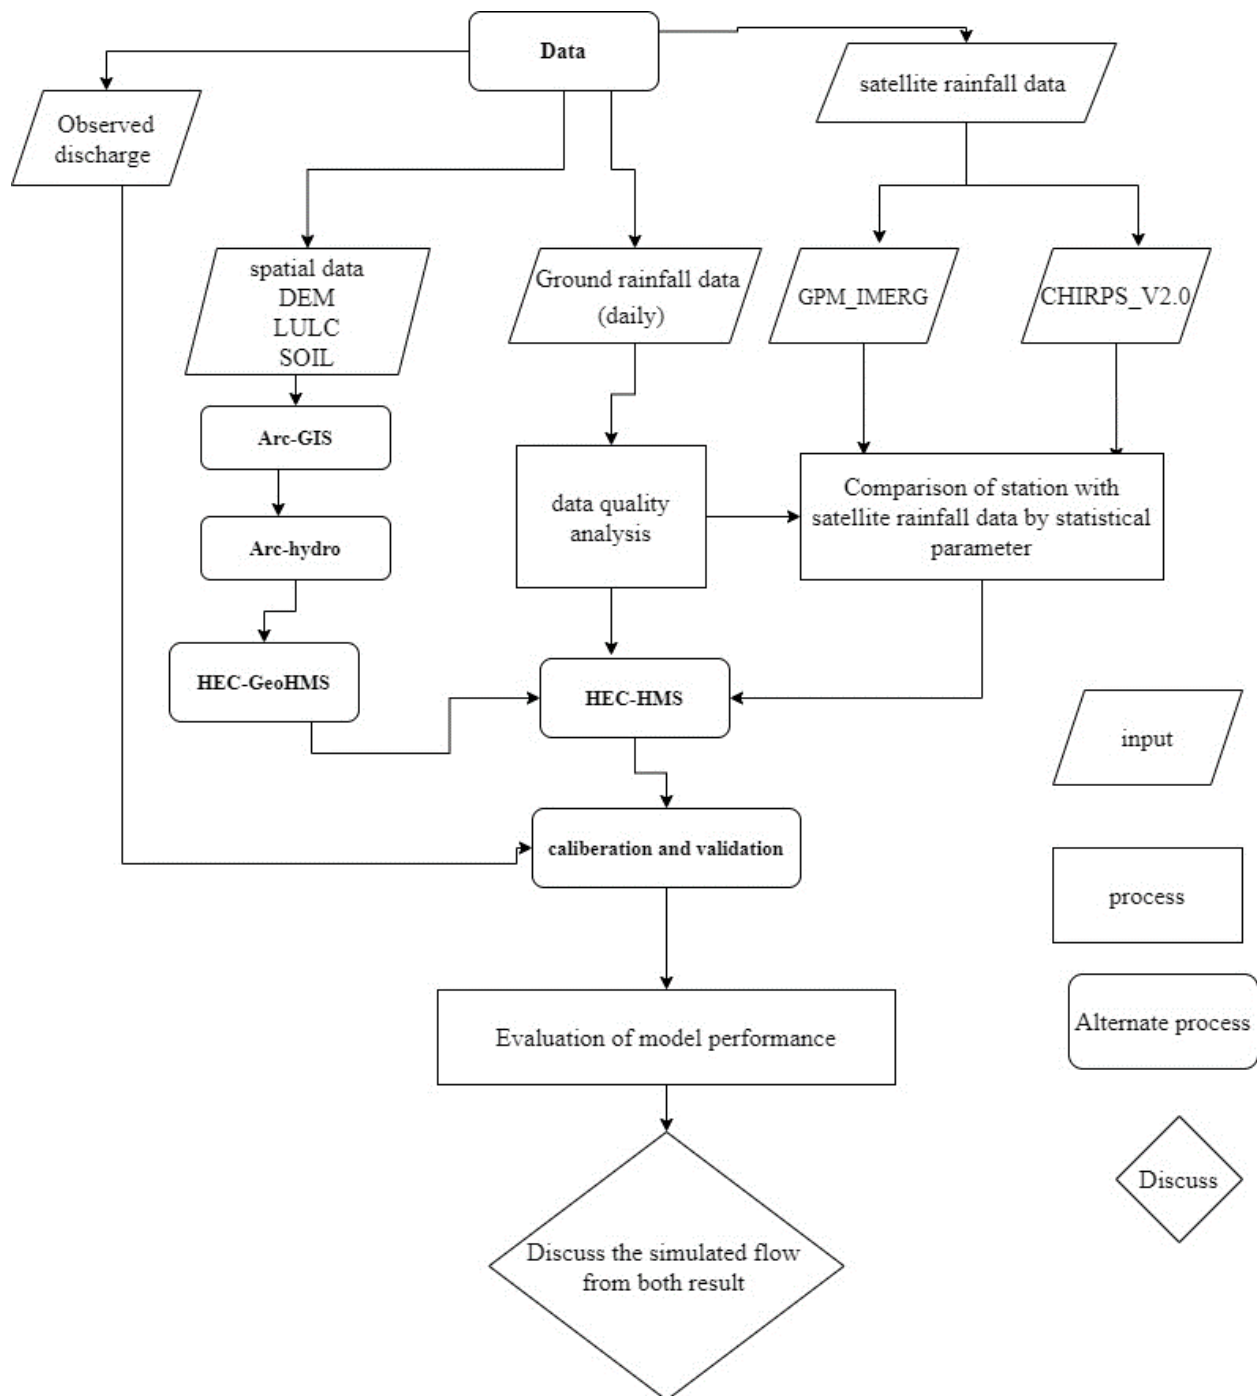 Data
satellite rainfall data
Observed
discharge
spatial data
DEM
LULC
SOIL
Ground rainfall data
(daily)
GPM_IMERG
CHIRPS_V2.0
Arc-GIS
data quality
analysis
Comparison of station with
satellite rainfall data by statistical
parameter
Arc-hydro
HEC-GeoHMS
HEC-HMS
input
caliberation and validation
process
Evaluation of model performance
Alternate process
Discuss
Discuss the simulated flow
from both result